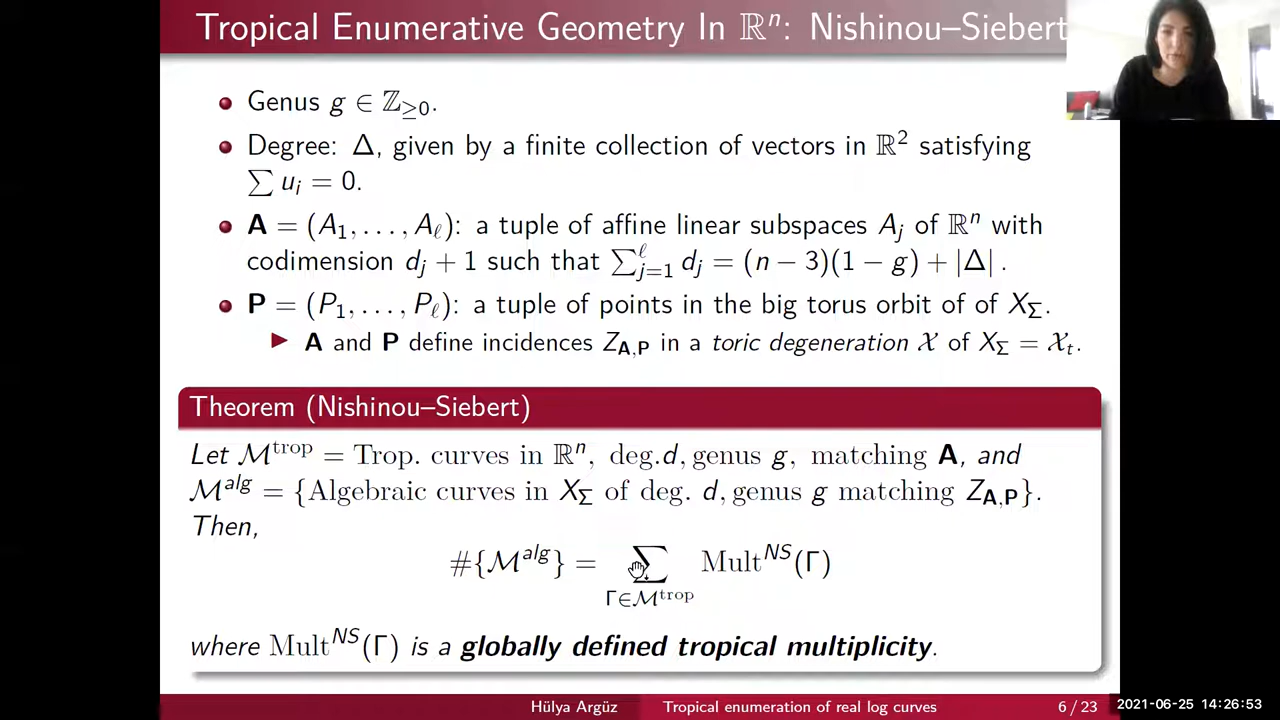 Tropical Enumerative Geometry In ℝⁿ: Nishinou–Siebert
Genus g ∈ ℤ≥0.
Degree: Δ, given by a finite collection of vectors in ℝ² satisfying
∑ uᵢ = 0.
A = (A₁, . . . , A_ℓ): a tuple of affine linear subspaces Aⱼ of ℝⁿ with
codimension dⱼ + 1 such that ∑_{j=1}^{ℓ} dⱼ = (n − 3)(1 − g) + |Δ| .
P = (P₁, . . . , P_ℓ): a tuple of points in the big torus orbit of of X_Σ.
▶ A and P define incidences Z_{A,P} in a toric degeneration 𝒳 of X_Σ = 𝒳_t.
Theorem (Nishinou–Siebert)
Let ℳ^trop = Trop. curves in ℝⁿ, deg.d, genus g, matching A, and
ℳ^alg = {Algebraic curves in X_Σ of deg. d, genus g matching Z_{A,P}}.
Then,
#{ℳ^alg} = ∑_{Γ∈ℳ^trop} Mult^NS(Γ)
where Mult^NS(Γ) is a globally defined tropical multiplicity.
Hülya Argüz Tropical enumeration of real log curves 6 / 23 2021-06-25 14:26:53